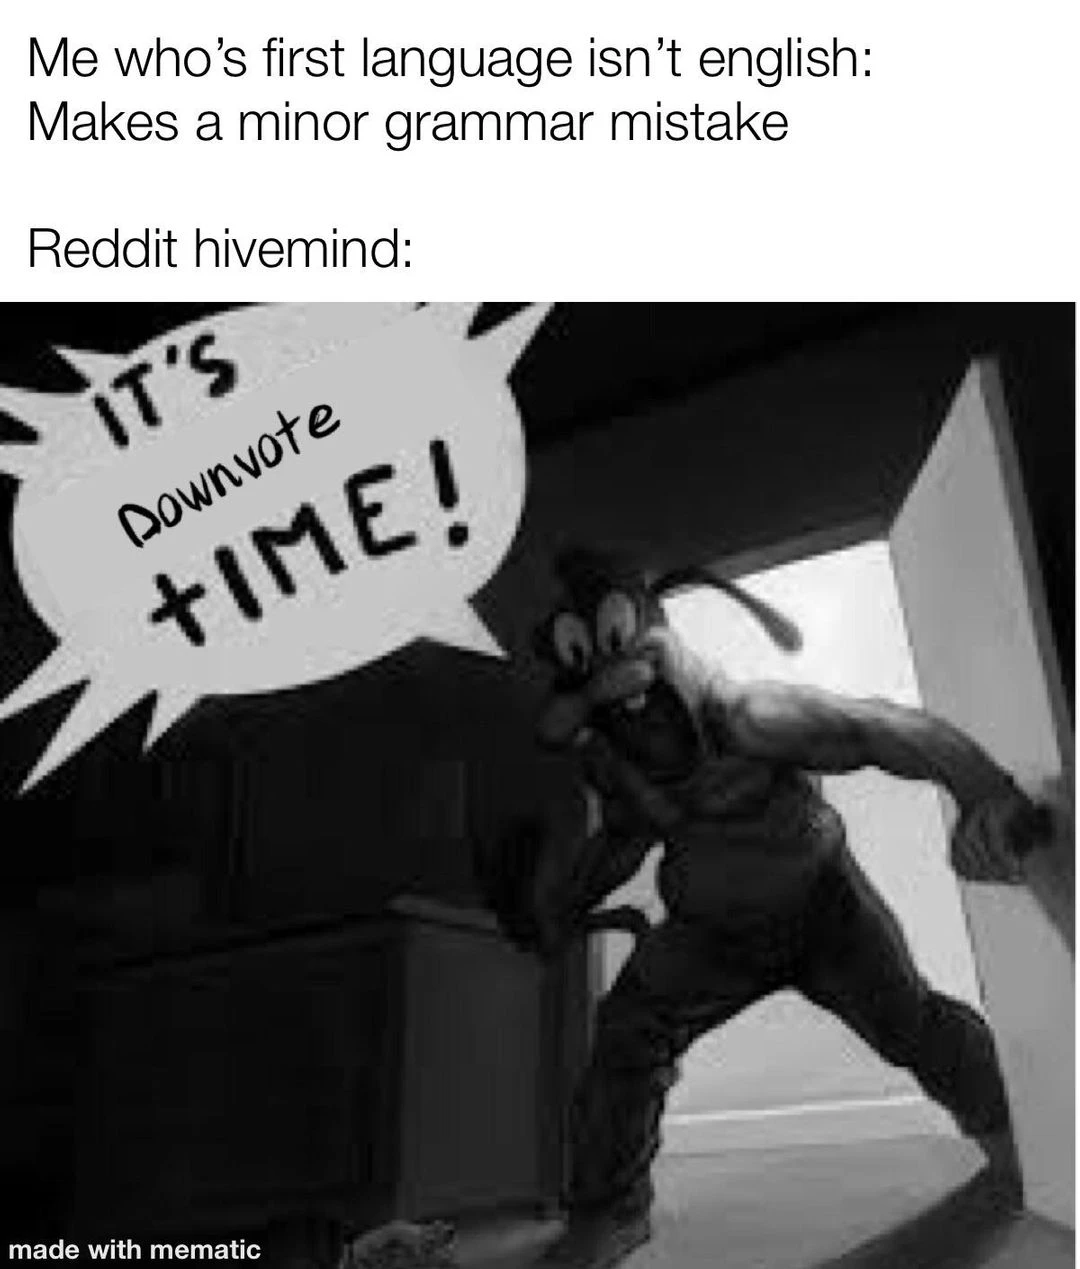 Me who’s first language isn’t english:
Makes a minor grammar mistake
Reddit hivemind:
IT'S
Downvote
tIME!
made with mematic